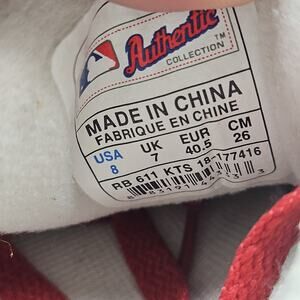 Authentic
COLLECTION™
MADE IN CHINA
FABRIQUE EN CHINE
USA UK EUR CM
8 7 40.5 26
RB 611 KTS 18-177416